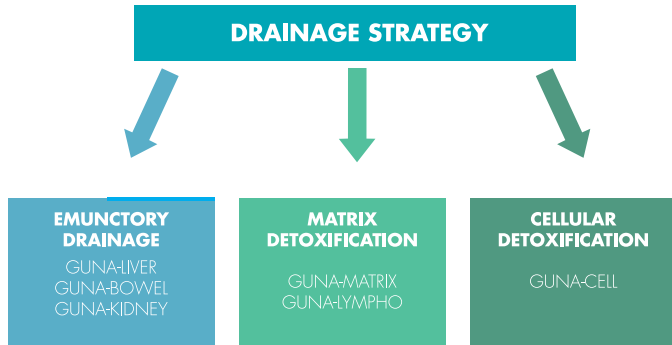 DRAINAGE STRATEGY
EMUNCTORY
DRAINAGE
GUNA-LIVER
GUNA-BOWEL
GUNA-KIDNEY
MATRIX
DETOXIFICATION
GUNA-MATRIX
GUNA-LYMPHO
CELLULAR
DETOXIFICATION
GUNA-CELL